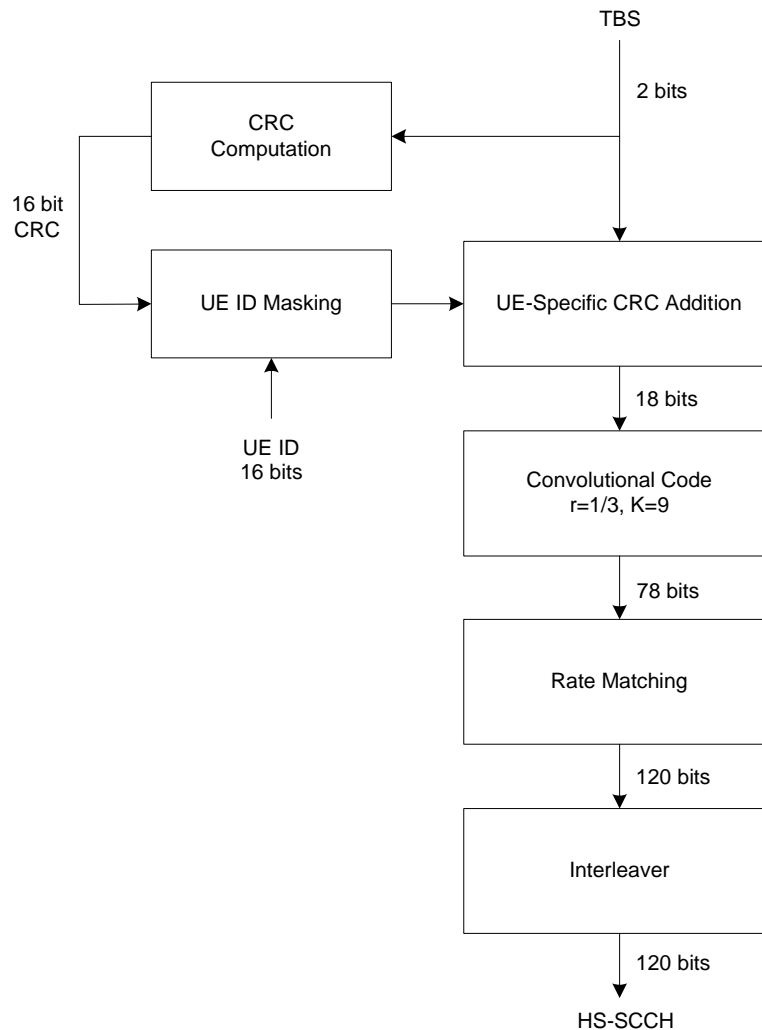 TBS
2 bits
CRC
Computation
16 bit
CRC
UE ID Masking
UE-Specific CRC Addition
18 bits
UE ID
16 bits
Convolutional Code
r=1/3, K=9
78 bits
Rate Matching
120 bits
Interleaver
120 bits
HS-SCCH